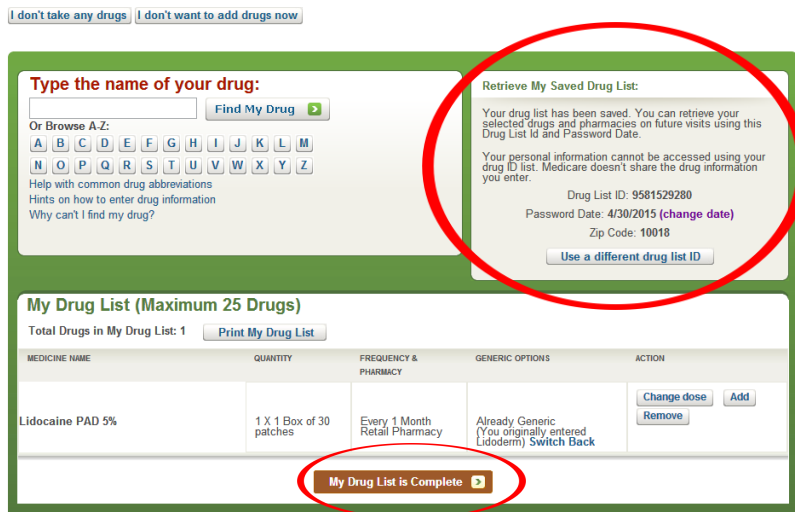 I don't take any drugs I don't want to add drugs now
Type the name of your drug:
Find My Drug
Or Browse A-Z:
A B C D E F G H I J K L M
N O P Q R S T U V W X Y Z
Help with common drug abbreviations
Hints on how to enter drug information
Why can't I find my drug?
Retrieve My Saved Drug List:
Your drug list has been saved. You can retrieve your
selected drugs and pharmacies on future visits using this
Drug List Id and Password Date.
Your personal information cannot be accessed using your
drug ID list. Medicare doesn't share the drug information
you enter.
Drug List ID: 9581529280
Password Date: 4/30/2015 (change date)
Zip Code: 10018
Use a different drug list ID
My Drug List (Maximum 25 Drugs)
Total Drugs in My Drug List: 1 Print My Drug List
MEDICINE NAME QUANTITY FREQUENCY & PHARMACY GENERIC OPTIONS ACTION
Lidocaine PAD 5%
1 X 1 Box of 30
patches
Every 1 Month
Retail Pharmacy
Already Generic
(You originally entered
Lidoderm) Switch Back
Change dose Add
Remove
My Drug List is Complete